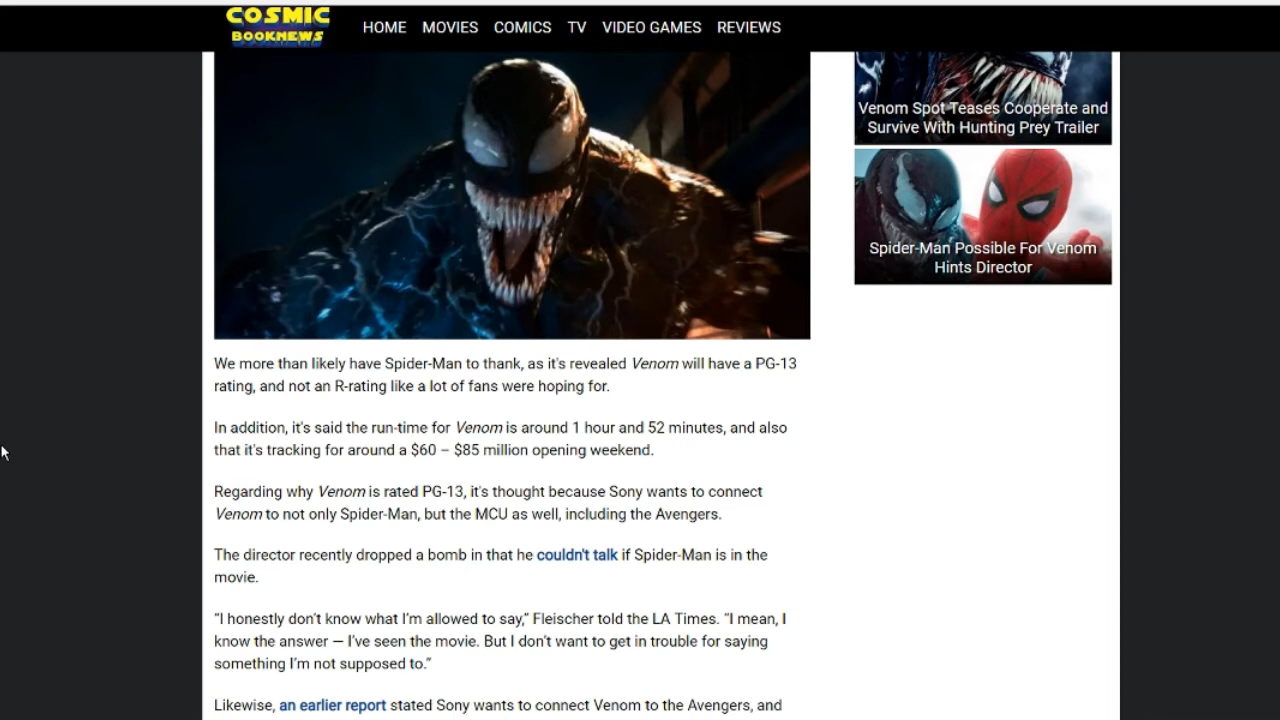 COSMIC
BOOKNEWS
HOME MOVIES COMICS TV VIDEO GAMES REVIEWS
Venom Spot Teases Cooperate and
Survive With Hunting Prey Trailer
Spider-Man Possible For Venom
Hints Director
We more than likely have Spider-Man to thank, as it's revealed Venom will have a PG-13
rating, and not an R-rating like a lot of fans were hoping for.
In addition, it's said the run-time for Venom is around 1 hour and 52 minutes, and also
that it's tracking for around a $60 – $85 million opening weekend.
Regarding why Venom is rated PG-13, it's thought because Sony wants to connect
Venom to not only Spider-Man, but the MCU as well, including the Avengers.
The director recently dropped a bomb in that he couldn't talk if Spider-Man is in the
movie.
“I honestly don’t know what I’m allowed to say,” Fleischer told the LA Times. “I mean, I
know the answer — I’ve seen the movie. But I don’t want to get in trouble for saying
something I’m not supposed to.”
Likewise, an earlier report stated Sony wants to connect Venom to the Avengers, and